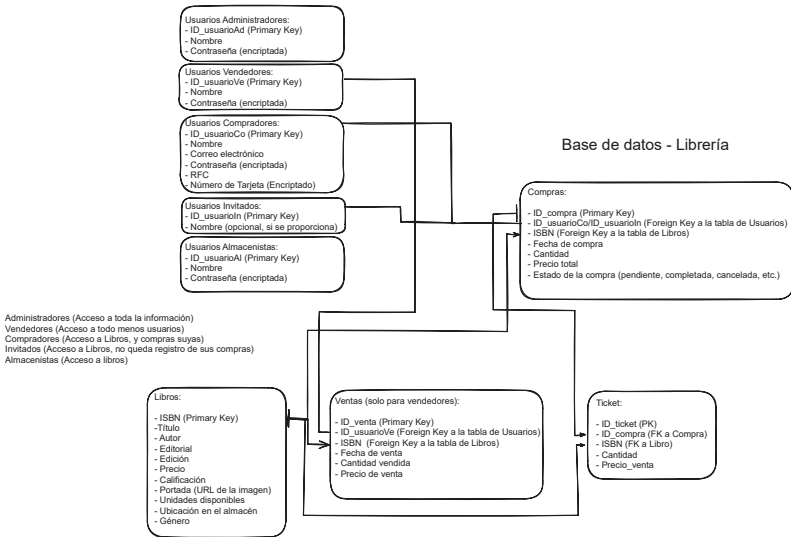 Usuarios Administradores:
- ID_usuarioAd (Primary Key)
- Nombre
- Contraseña (encriptada)
Usuarios Vendedores:
- ID_usuarioVe (Primary Key)
- Nombre
- Contraseña (encriptada)
Usuarios Compradores:
- ID_usuarioCo (Primary Key)
- Nombre
- Correo electrónico
- Contraseña (encriptada)
- RFC
- Número de Tarjeta (Encriptado)
Usuarios Invitados:
- ID_usuarioIn (Primary Key)
- Nombre (opcional, si se proporciona)
Usuarios Almacenistas:
- ID_usuarioAl (Primary Key)
- Nombre
- Contraseña (encriptada)
Base de datos - Librería
Compras:
- ID_compra (Primary Key)
- ID_usuarioCo/ID_usuarioIn (Foreign Key a la tabla de Usuarios)
- ISBN (Foreign Key a la tabla de Libros)
- Fecha de compra
- Cantidad
- Precio total
- Estado de la compra (pendiente, completada, cancelada, etc.)
Administradores (Acceso a toda la información)
Vendedores (Acceso a todo menos usuarios)
Compradores (Acceso a Libros, y compras suyas)
Invitados (Acceso a Libros, no queda registro de sus compras)
Almacenistas (Acceso a libros)
Libros:
- ISBN (Primary Key)
-Título
- Autor
- Editorial
- Edición
- Precio
- Calificación
- Portada (URL de la imagen)
- Unidades disponibles
- Ubicación en el almacén
- Género
Ventas (solo para vendedores):
- ID_venta (Primary Key)
- ID_usuarioVe (Foreign Key a la tabla de Usuarios)
- ISBN (Foreign Key a la tabla de Libros)
- Fecha de venta
- Cantidad vendida
- Precio de venta
Ticket:
- ID_ticket (PK)
- ID_compra (FK a Compra)
- ISBN (FK a Libro)
- Cantidad
- Precio_venta